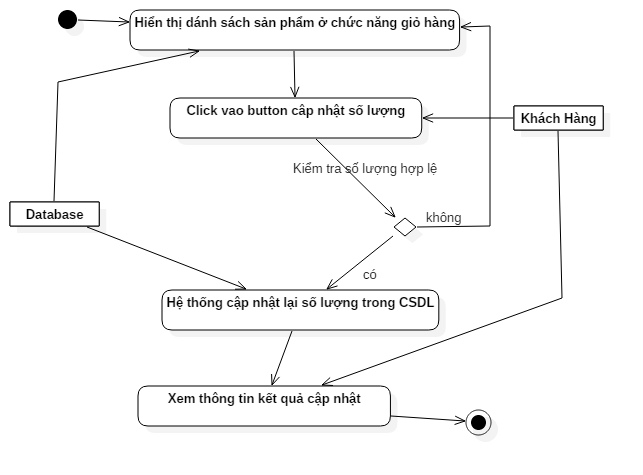 Hiển thị dánh sách sản phẩm ở chức năng giỏ hàng
Click vao button câp nhật số lượng
Khách Hàng
Kiểm tra số lượng hợp lệ
Database
không
có
Hệ thống cập nhật lại số lượng trong CSDL
Xem thông tin kết quả cập nhật